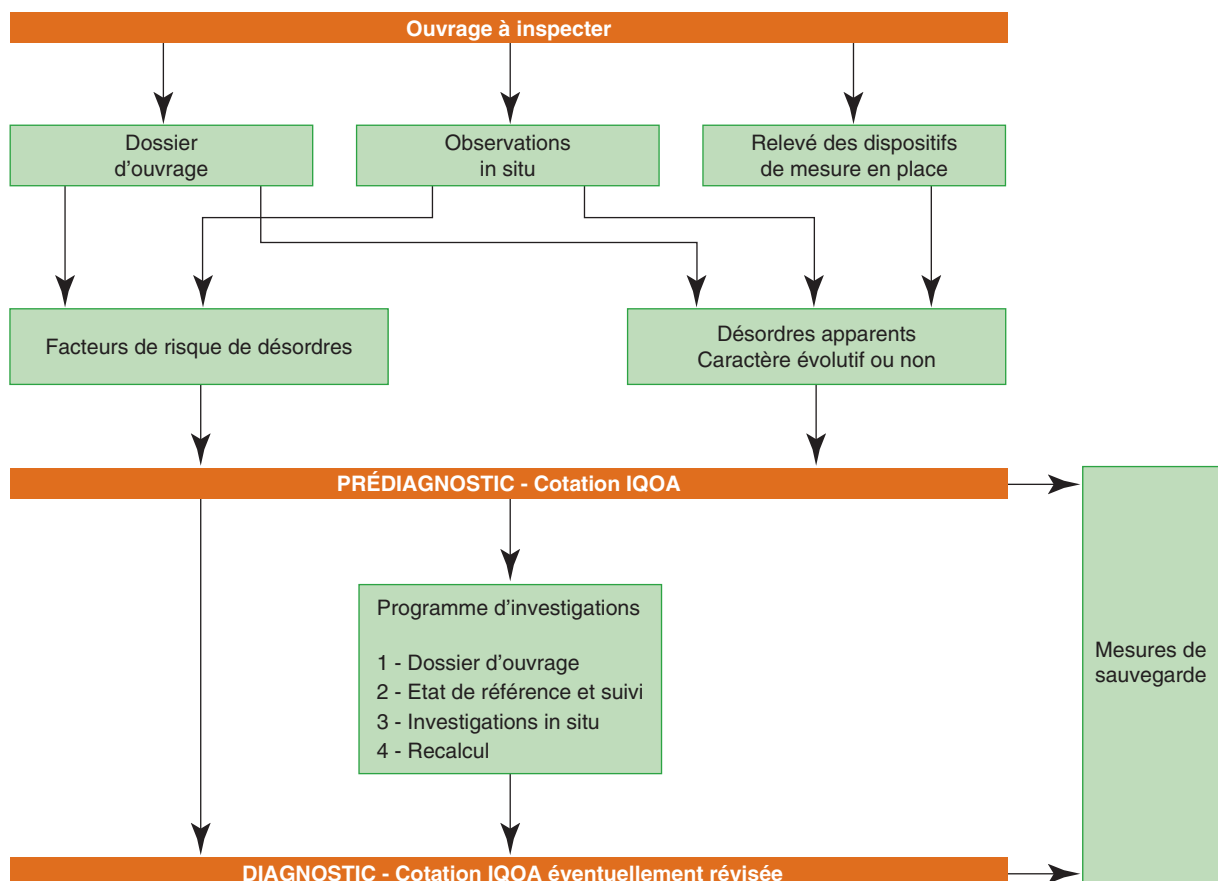 Ouvrage à inspecter
Dossier
d'ouvrage
Observations
in situ
Relevé des dispositifs
de mesure en place
Facteurs de risque de désordres
Désordres apparents
Caractère évolutif ou non
PRÉDIAGNOSTIC - Cotation IQOA
Programme d'investigations
1 - Dossier d'ouvrage
2 - Etat de référence et suivi
3 - Investigations in situ
4 - Recalcul
Mesures de
sauvegarde
DIAGNOSTIC - Cotation IQOA éventuellement révisée